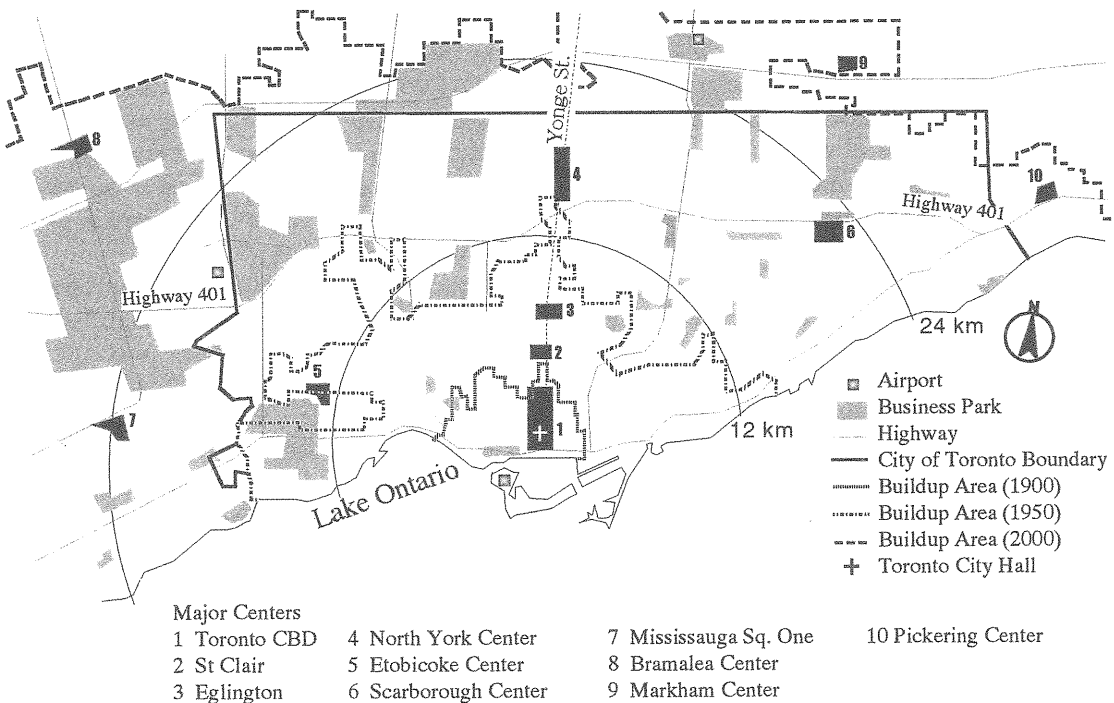 9
Yonge St.
8
4
10
Highway 401
6
Highway 401
3
24 km
N
2
5
7
1
12 km
Lake Ontario
Airport
Business Park
Highway
City of Toronto Boundary
Buildup Area (1900)
Buildup Area (1950)
Buildup Area (2000)
Toronto City Hall
Major Centers
1 Toronto CBD
2 St Clair
3 Eglington
4 North York Center
5 Etobicoke Center
6 Scarborough Center
7 Mississauga Sq. One
8 Bramalea Center
9 Markham Center
10 Pickering Center